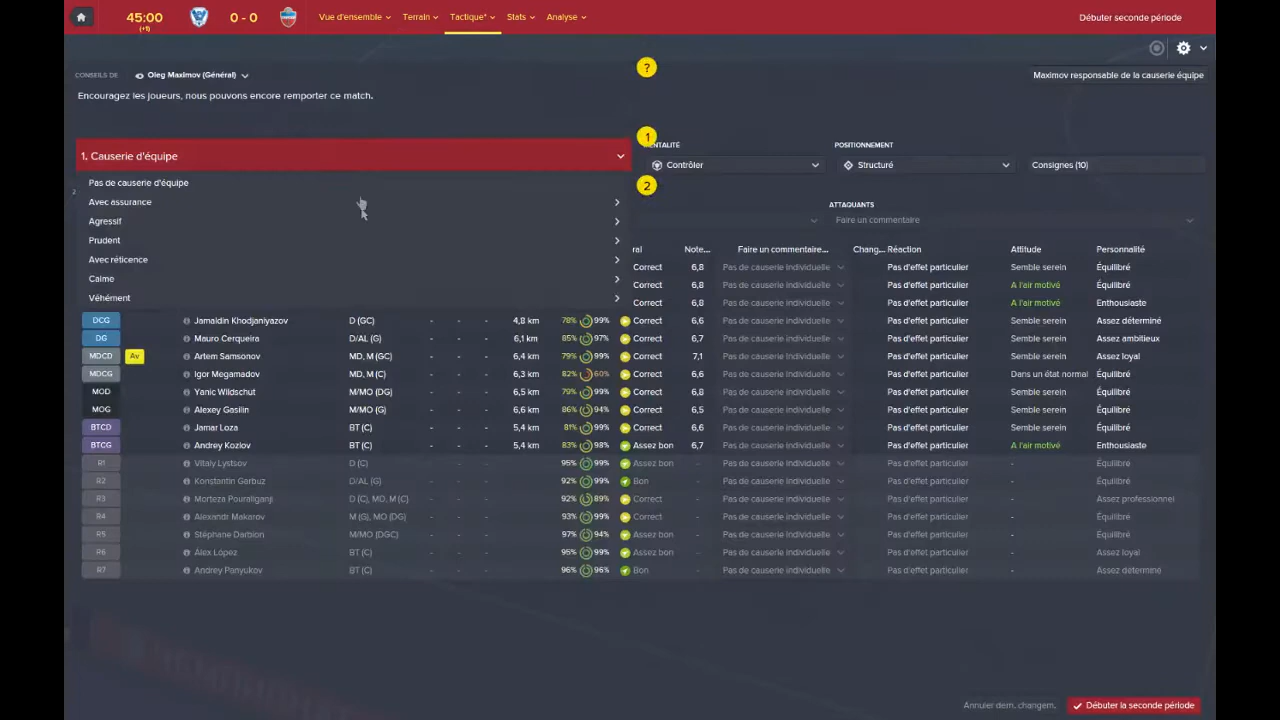 45:00 0 - 0 Vue d'ensemble Terrain Tactique* Stats Analyse Débuter seconde période
(+1)
CONSEILS DE Oleg Maximov (Général) ? Maximov responsable de la causerie équipe
Encouragez les joueurs, nous pouvons encore remporter ce match.
1. Causerie d'équipe 1 ENTALITÉ POSITIONNEMENT
Contrôler Structuré Consignes (10)
Pas de causerie d'équipe 2
Avec assurance ATTAQUANTS
Agressif Faire un commentaire
Prudent ral Note... Faire un commentaire... Chang... Réaction Attitude Personnalité
Avec réticence Correct 6,8 Pas de causerie individuelle Pas d'effet particulier Semble serein Équilibré
Calme Correct 6,8 Pas de causerie individuelle Pas d'effet particulier A l'air motivé Équilibré
Véhément Correct 6,8 Pas de causerie individuelle Pas d'effet particulier A l'air motivé Enthousiaste
DCG Jamaldin Khodjaniyazov D (GC) - - - 4,8 km 78% 99% Correct 6,6 Pas de causerie individuelle Pas d'effet particulier Semble serein Assez déterminé
DG Mauro Cerqueira D/AL (G) - - - 6,1 km 85% 97% Correct 6,7 Pas de causerie individuelle Pas d'effet particulier Semble serein Assez ambitieux
MDCD Av Artem Samsonov MD, M (GC) - - - 6,4 km 79% 99% Correct 7,1 Pas de causerie individuelle Pas d'effet particulier Semble serein Assez loyal
MDCG Igor Megamadov MD, M (C) - - - 6,3 km 82% 60% Correct 6,6 Pas de causerie individuelle Pas d'effet particulier Dans un état normal Équilibré
MOD Yanic Wildschut M/MO (DG) - - - 6,5 km 79% 99% Correct 6,8 Pas de causerie individuelle Pas d'effet particulier Semble serein Équilibré
MOG Alexey Gasilin M/MO (G) - - - 6,6 km 86% 94% Correct 6,5 Pas de causerie individuelle Pas d'effet particulier Semble serein Équilibré
BTCD Jamar Loza BT (C) - - - 5,4 km 81% 99% Correct 6,6 Pas de causerie individuelle Pas d'effet particulier Semble serein Équilibré
BTCG Andrey Kozlov BT (C) - - - 5,4 km 83% 98% Assez bon 6,7 Pas de causerie individuelle Pas d'effet particulier A l'air motivé Enthousiaste
R1 Vitaly Lystsov D (C) - - - 95% 99% Assez bon - Pas de causerie individuelle Pas d'effet particulier - Équilibré
R2 Konstantin Garbuz D/AL (G) - - - 92% 99% Bon - Pas de causerie individuelle Pas d'effet particulier - Équilibré
R3 Morteza Pouraliganji D (C), MD, M (C) - - - 92% 89% Correct - Pas de causerie individuelle Pas d'effet particulier - Assez professionnel
R4 Alexandr Makarov M (G), MO (DG) - - - 93% 99% Correct - Pas de causerie individuelle Pas d'effet particulier - Équilibré
R5 Stéphane Darbion M/MO (DGC) - - - 97% 94% Assez bon - Pas de causerie individuelle Pas d'effet particulier - Équilibré
R6 Álex López BT (C) - - - 95% 99% Assez bon - Pas de causerie individuelle Pas d'effet particulier - Assez loyal
R7 Andrey Panyukov BT (C) - - - 96% 96% Bon - Pas de causerie individuelle Pas d'effet particulier - Assez déterminé
Annuler dern. changem. Débuter la seconde période